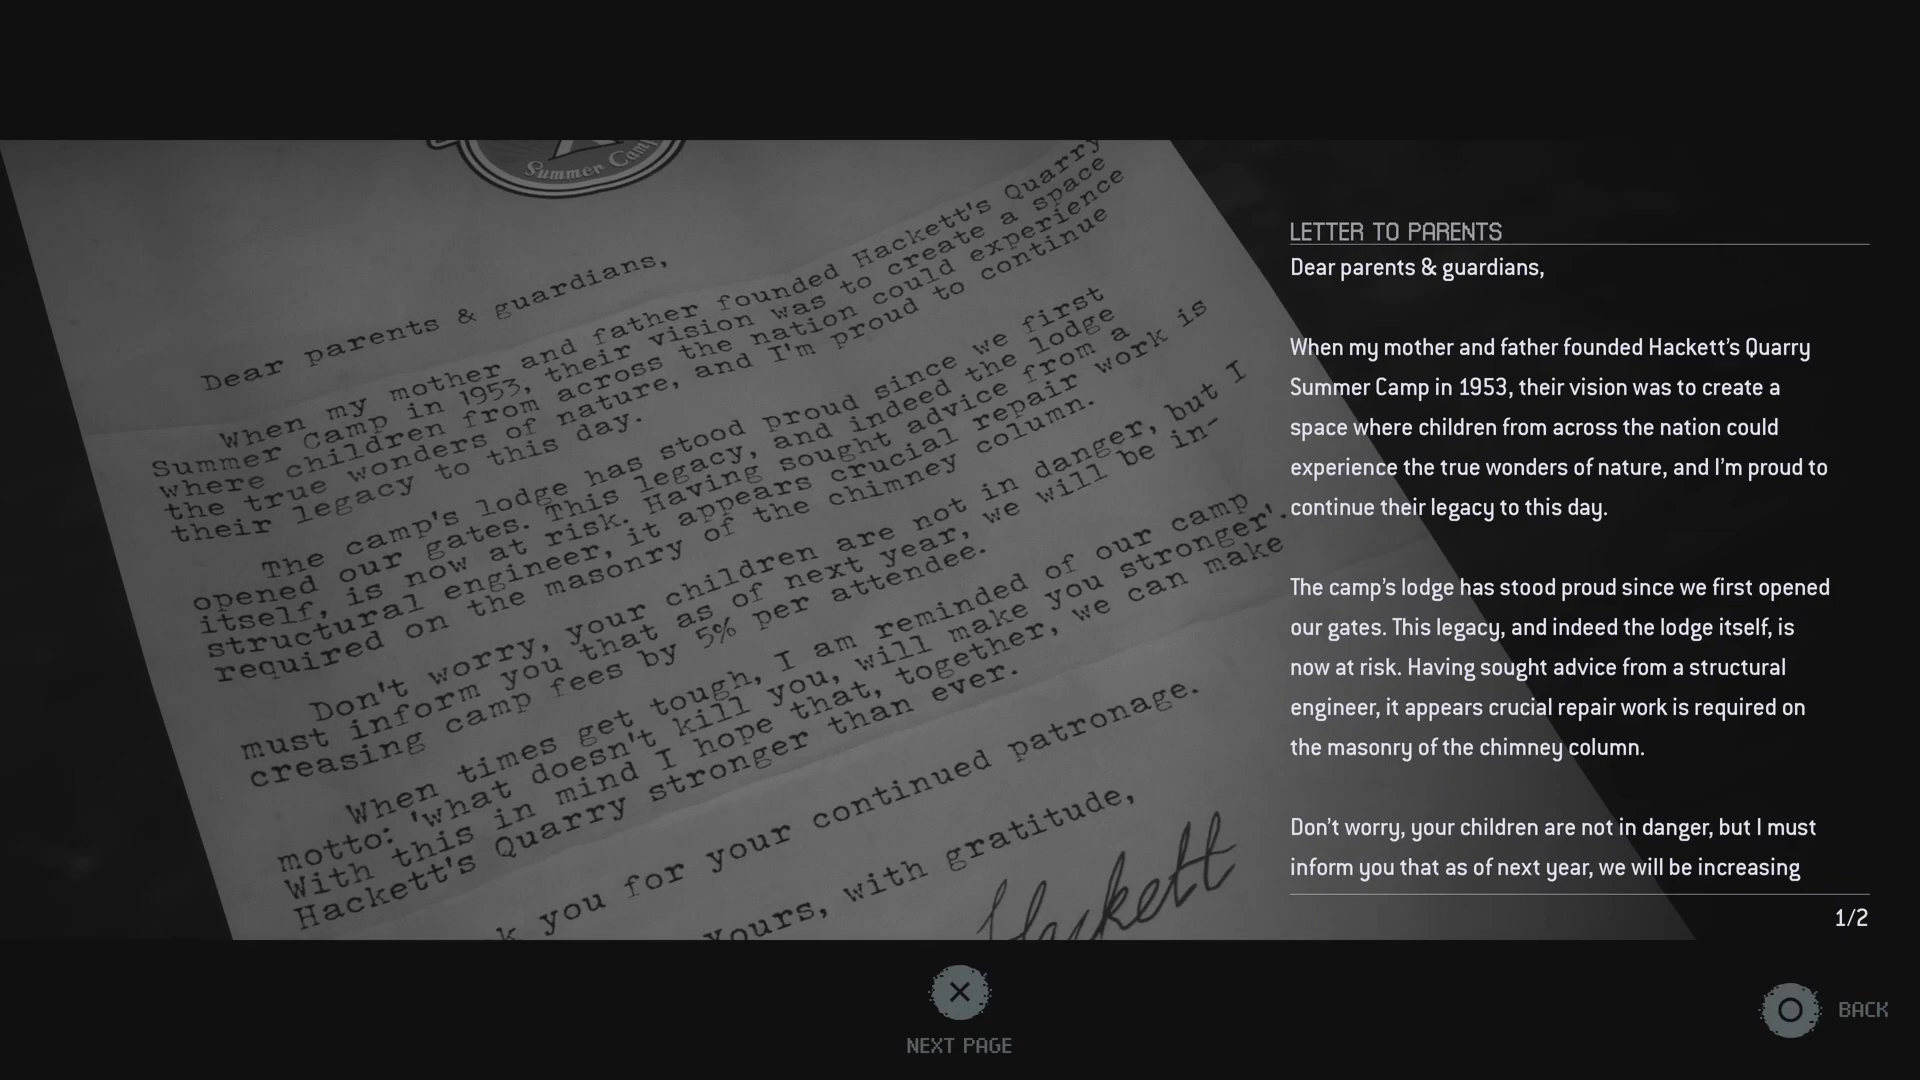 Summer Camp
Dear parents & guardians,
When my mother and father founded Hackett's Quarry
Summer Camp in 1953, their vision was to create a space
where children from across the nation could experience
the true wonders of nature, and I'm proud to continue
their legacy to this day.
The camp's lodge has stood proud since we first
opened our gates. This legacy, and indeed the lodge
itself, is now at risk. Having sought advice from a
structural engineer, it appears crucial repair work is
required on the masonry of the chimney column.
Don't worry, your children are not in danger, but I
must inform you that as of next year, we will be in-
creasing camp fees by 5% per attendee.
When times get tough, I am reminded of our camp
motto: 'what doesn't kill you, will make you stronger'.
With this in mind I hope that, together, we can make
Hackett's Quarry stronger than ever.
k you for your continued patronage.
Yours, with gratitude,
Hackett
LETTER TO PARENTS
Dear parents & guardians,
When my mother and father founded Hackett's Quarry
Summer Camp in 1953, their vision was to create a
space where children from across the nation could
experience the true wonders of nature, and I'm proud to
continue their legacy to this day.
The camp's lodge has stood proud since we first opened
our gates. This legacy, and indeed the lodge itself, is
now at risk. Having sought advice from a structural
engineer, it appears crucial repair work is required on
the masonry of the chimney column.
Don't worry, your children are not in danger, but I must
inform you that as of next year, we will be increasing
1/2
NEXT PAGE
BACK